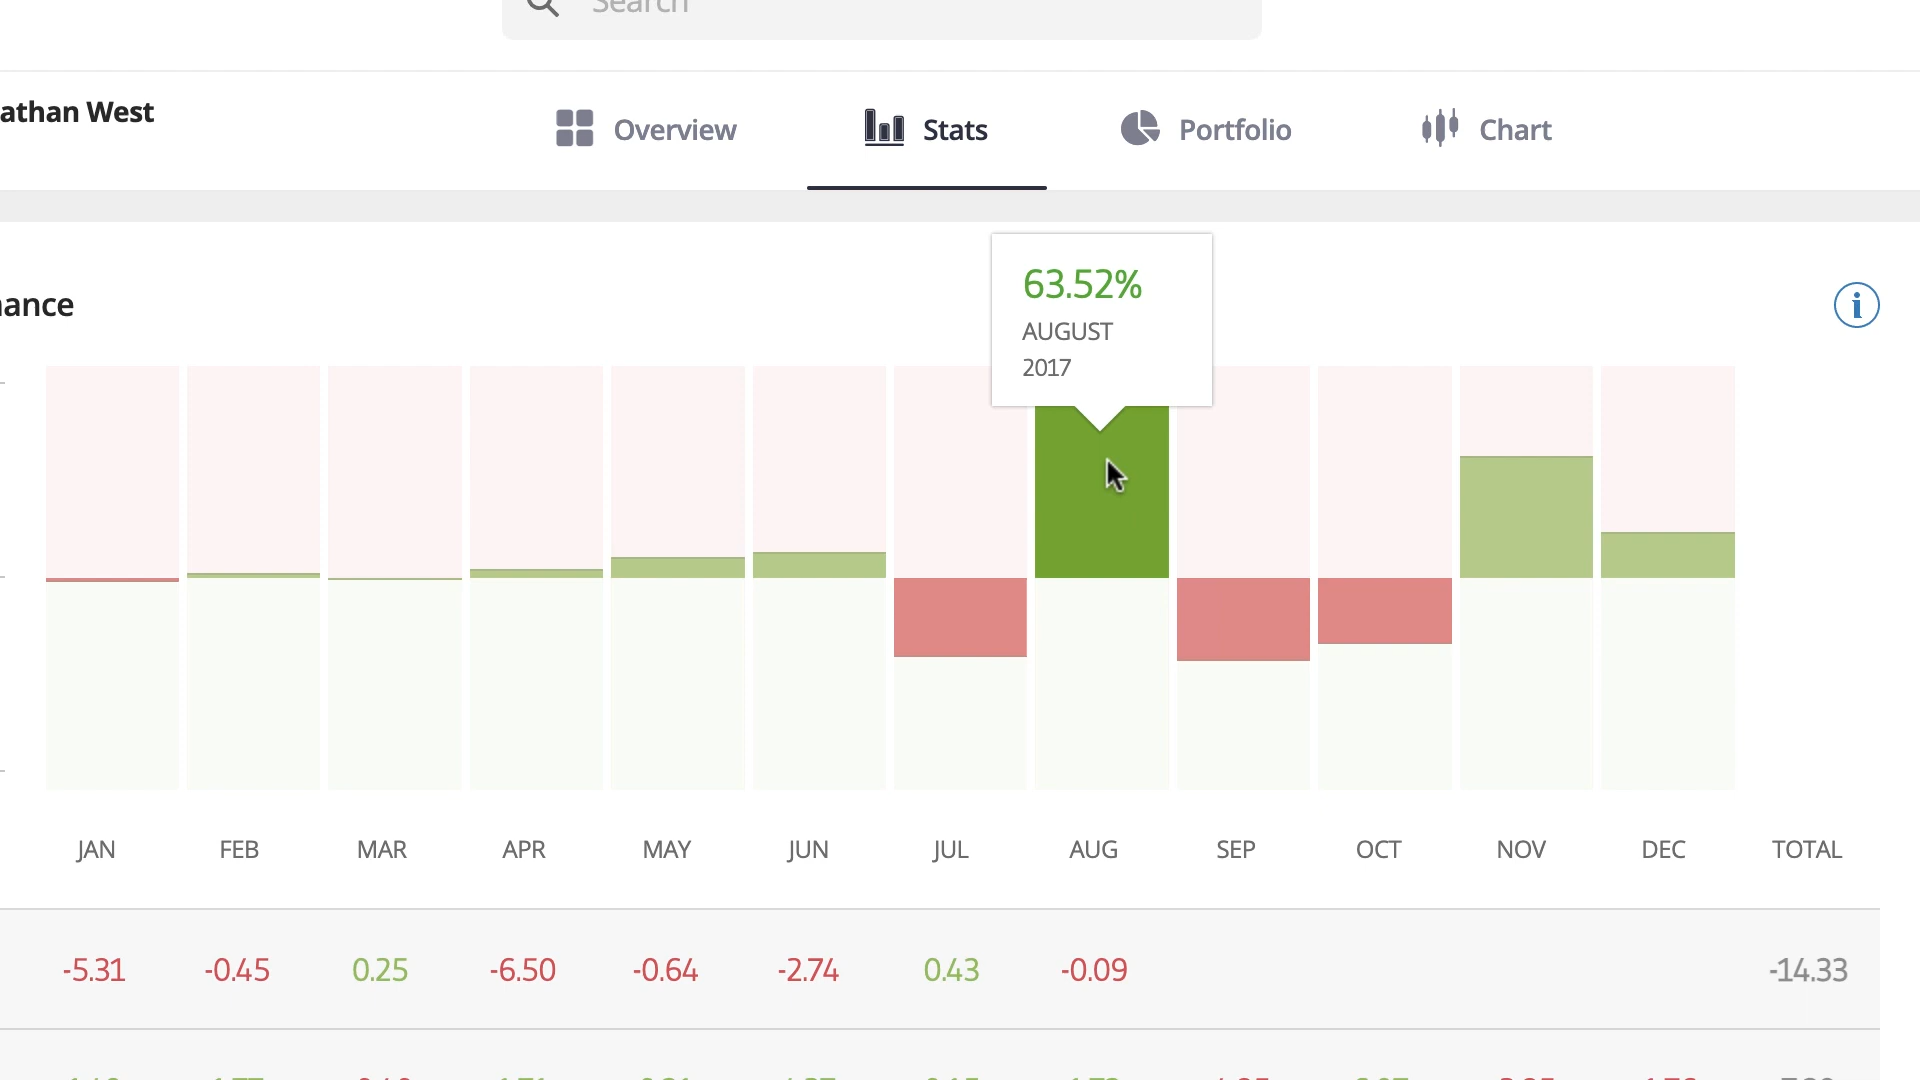 Search
athan West
Overview Stats Portfolio Chart
63.52%
AUGUST
2017
ance
i
JAN FEB MAR APR MAY JUN JUL AUG SEP OCT NOV DEC TOTAL
-5.31 -0.45 0.25 -6.50 -0.64 -2.74 0.43 -0.09 -14.33